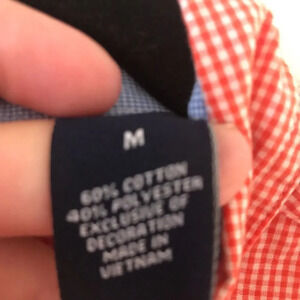 M
60% COTTON
40% POLYESTER
EXCLUSIVE OF
DECORATION
MADE IN
VIETNAM